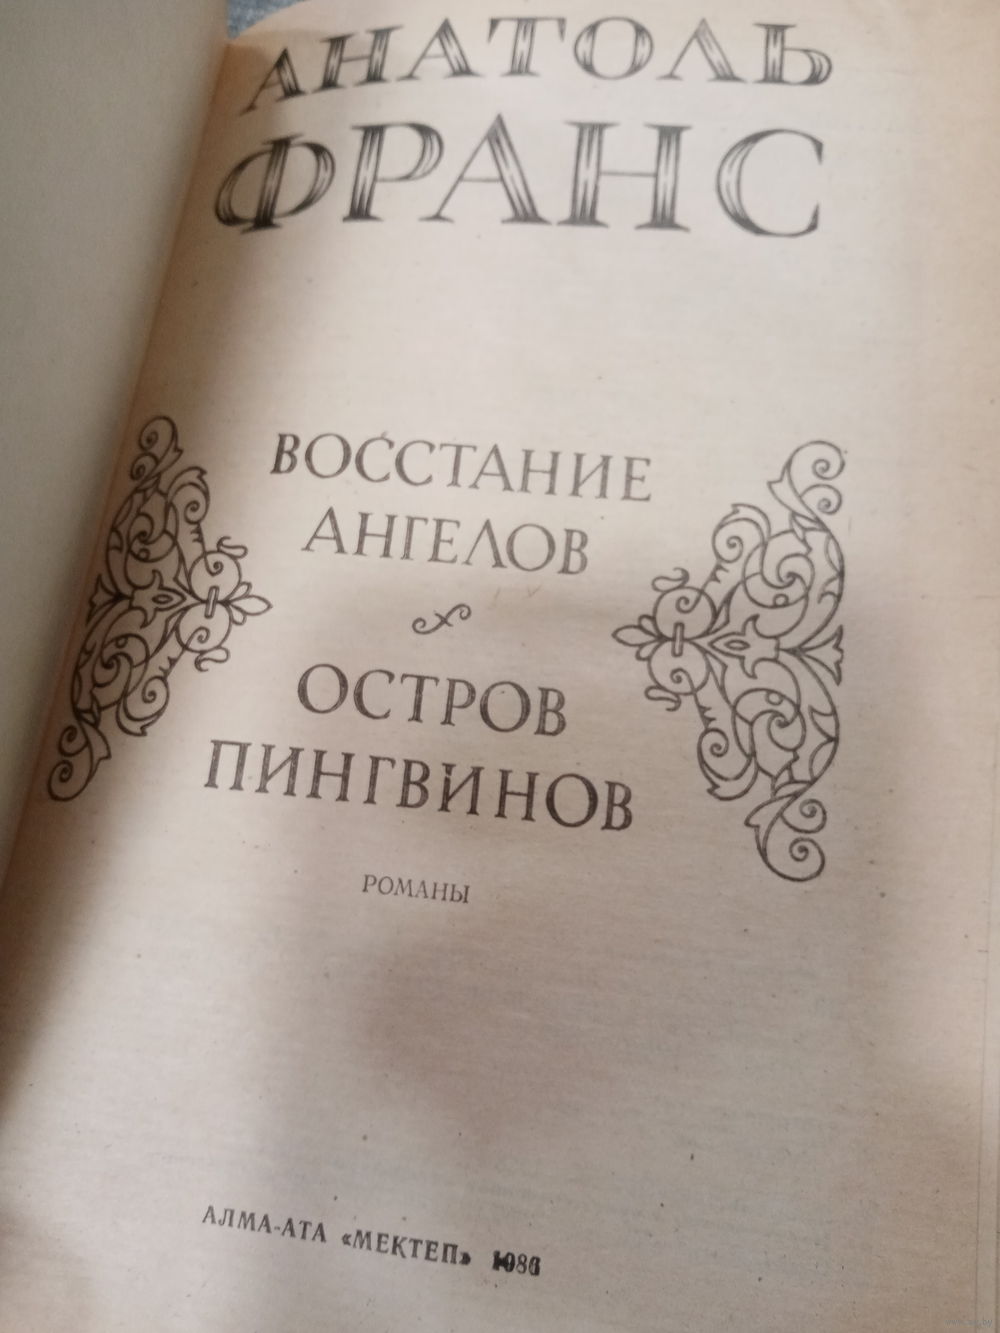 АНАТОЛЬ
ФРАНС
ВОССТАНИЕ
АНГЕЛОВ
ОСТРОВ
ПИНГВИНОВ
РОМАНЫ
АЛМА-АТА «МЕКТЕП»